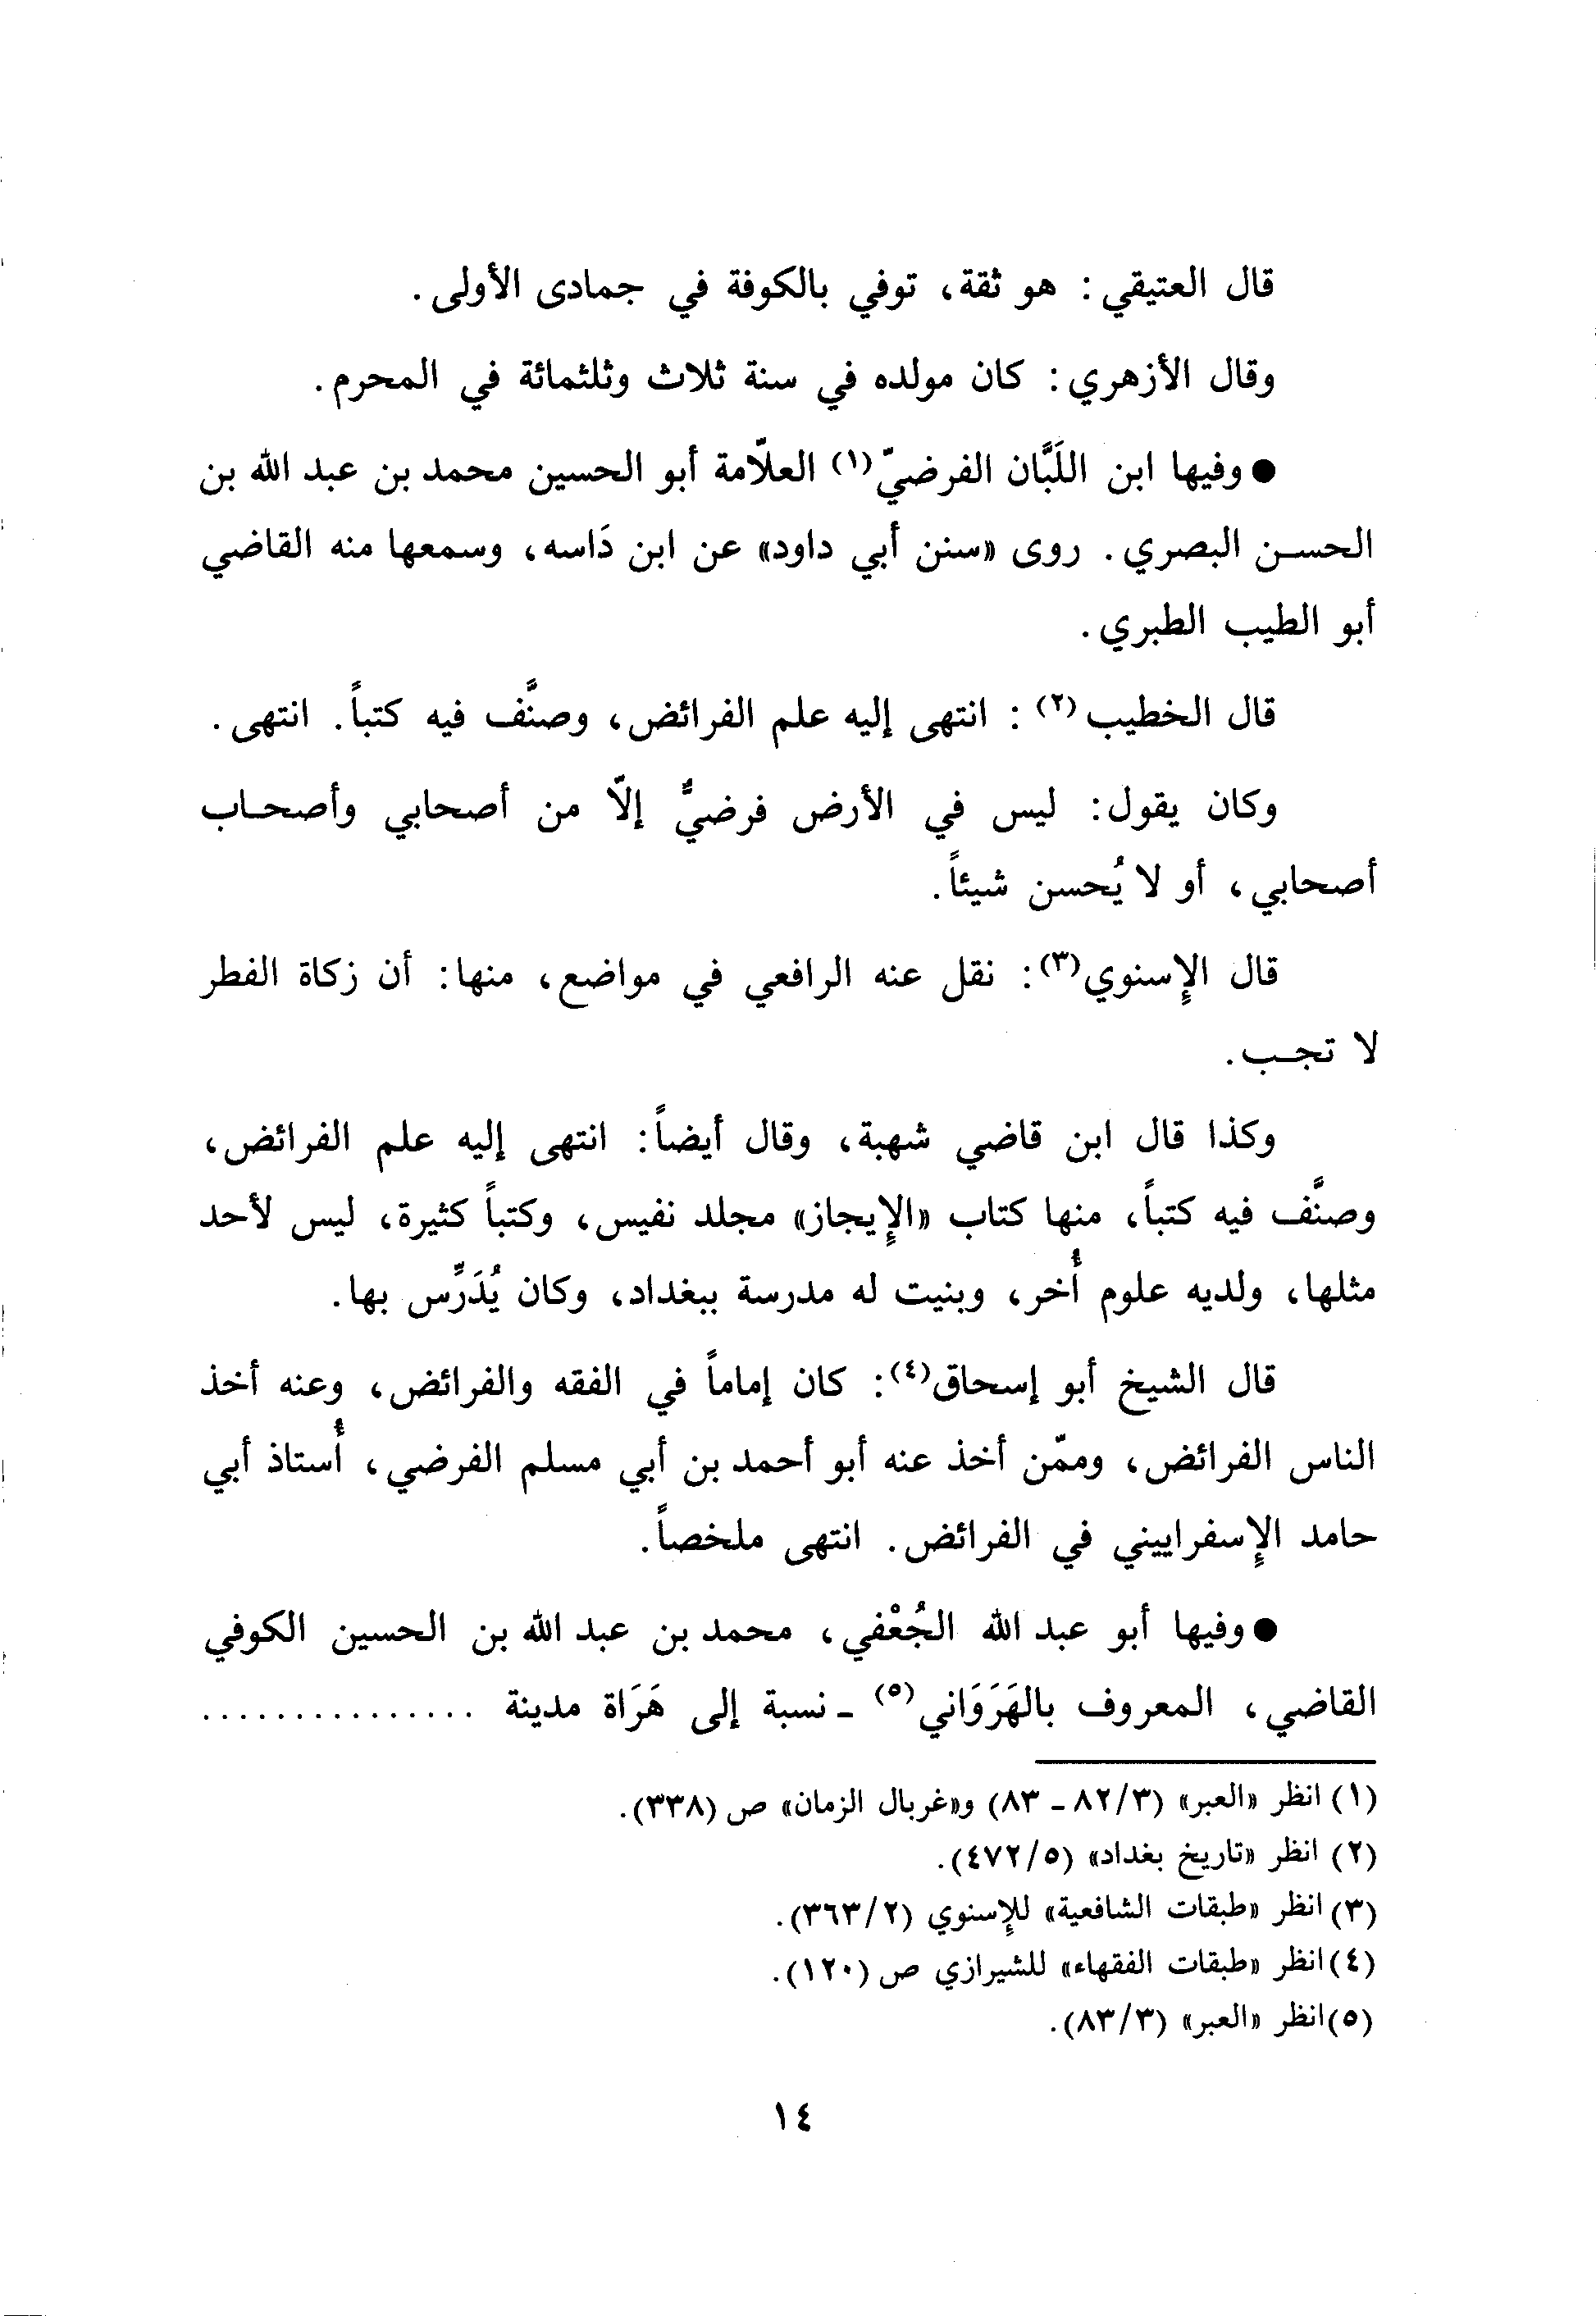 قال العتيقي: هو ثقة، توفي بالكوفة في جمادى الأولى.
وقال الأزهري: كان مولده في سنة ثلاث وثلثمائة في المحرم.
● وفيها ابن اللَبَّان الفرضيّ(١) العلاّمة أبو الحسين محمد بن عبد الله بن
الحسن البصري. روى «سنن أبي داود» عن ابن دَاسه، وسمعها منه القاضي
أبو الطيب الطبري.
قال الخطيب(٢): انتهى إليه علم الفرائض، وصنَّف فيه كتباً. انتهى.
وكان يقول: ليس في الأرض فرضيٌّ إلاّ من أصحابي وأصحاب
أصحابي، أو لا يُحسن شيئاً.
قال الإسنوي(٣): نقل عنه الرافعي في مواضع، منها: أن زكاة الفطر
لا تجب.
وكذا قال ابن قاضي شهبة، وقال أيضاً: انتهى إليه علم الفرائض،
وصنَّف فيه كتباً، منها كتاب «الإيجاز» مجلد نفيس، وكتباً كثيرة، ليس لأحد
مثلها، ولديه علوم أُخر، وبنيت له مدرسة ببغداد، وكان يُدَرِّس بها.
قال الشيخ أبو إسحاق(٤): كان إماماً في الفقه والفرائض، وعنه أخذ
الناس الفرائض، وممّن أخذ عنه أبو أحمد بن أبي مسلم الفرضي، أُستاذ أبي
حامد الإسفراييني في الفرائض. انتهى ملخصاً.
● وفيها أبو عبد الله الجُعْفي، محمد بن عبد الله بن الحسين الكوفي
القاضي، المعروف بالهَرَوَاني(٥) ـ نسبة إلى هَرَاة مدينة ...............
(١) انظر «العبر» (٣/ ٨٢ ـ ٨٣) و«غربال الزمان» ص (٣٣٨).
(٢) انظر «تاريخ بغداد» (٥/ ٤٧٢).
(٣) انظر «طبقات الشافعية» للإسنوي (٢/ ٣٦٣).
(٤) انظر «طبقات الفقهاء» للشيرازي ص (١٢٠).
(٥) انظر «العبر» (٣/ ٨٣).
١٤